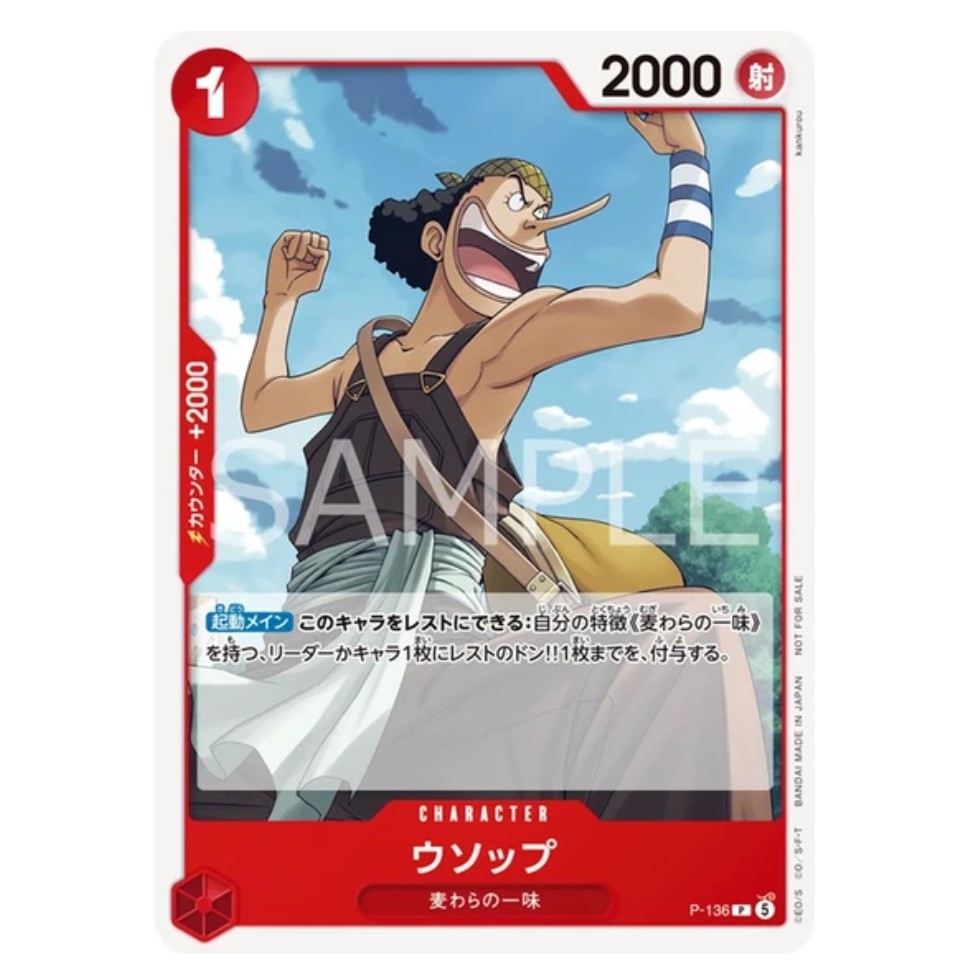 1
2000
射
kankurou
カウンター +2000
SAMPLE
起動メイン このキャラをレストにできる:自分の特徴《麦わらの一味》
を持つ、リーダーかキャラ1枚にレストのドン!!1枚までを、付与する。
CHARACTER
ウソップ
麦わらの一味
P-136 P 5
©EO/S ©O/S・F・T BANDAI MADE IN JAPAN NOT FOR SALE